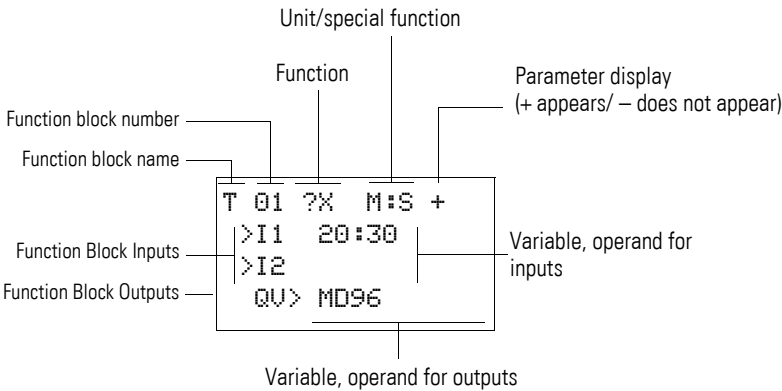 Unit/special function
Function
Parameter display
(+ appears/ – does not appear)
Function block number
Function block name
T 01 ?X M:S +
>I1 20:30
Function Block Inputs
>I2
Variable, operand for
inputs
Function Block Outputs
QV> MD96
Variable, operand for outputs